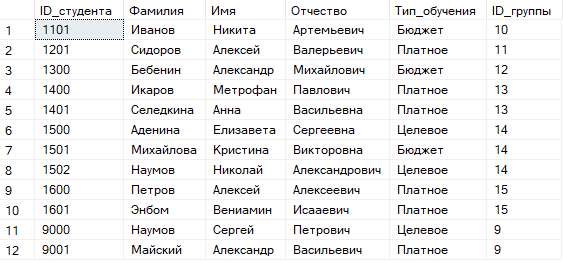 ID_студента Фамилия Имя Отчество Тип_обучения ID_группы
1 1101 Иванов Никита Артемьевич Бюджет 10
2 1201 Сидоров Алексей Валерьевич Платное 11
3 1300 Бебенин Александр Михайлович Бюджет 12
4 1400 Икаров Метрофан Павлович Платное 13
5 1401 Селедкина Анна Васильевна Платное 13
6 1500 Аденина Елизавета Сергеевна Целевое 14
7 1501 Михайлова Кристина Викторовна Бюджет 14
8 1502 Наумов Николай Александрович Целевое 14
9 1600 Петров Алексей Алексеевич Платное 15
10 1601 Энбом Вениамин Исааевич Платное 15
11 9000 Наумов Сергей Петрович Целевое 9
12 9001 Майский Александр Васильевич Платное 9